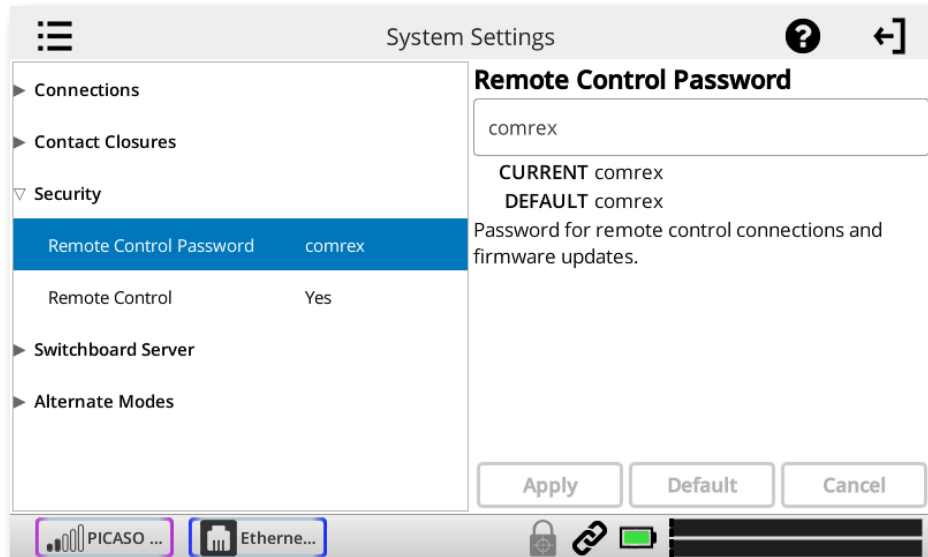 System Settings
?
Connections
Contact Closures
Security
Remote Control Password comrex
Remote Control Yes
Switchboard Server
Alternate Modes
Remote Control Password
comrex
CURRENT comrex
DEFAULT comrex
Password for remote control connections and
firmware updates.
Apply Default Cancel
PICASO ... Etherne...